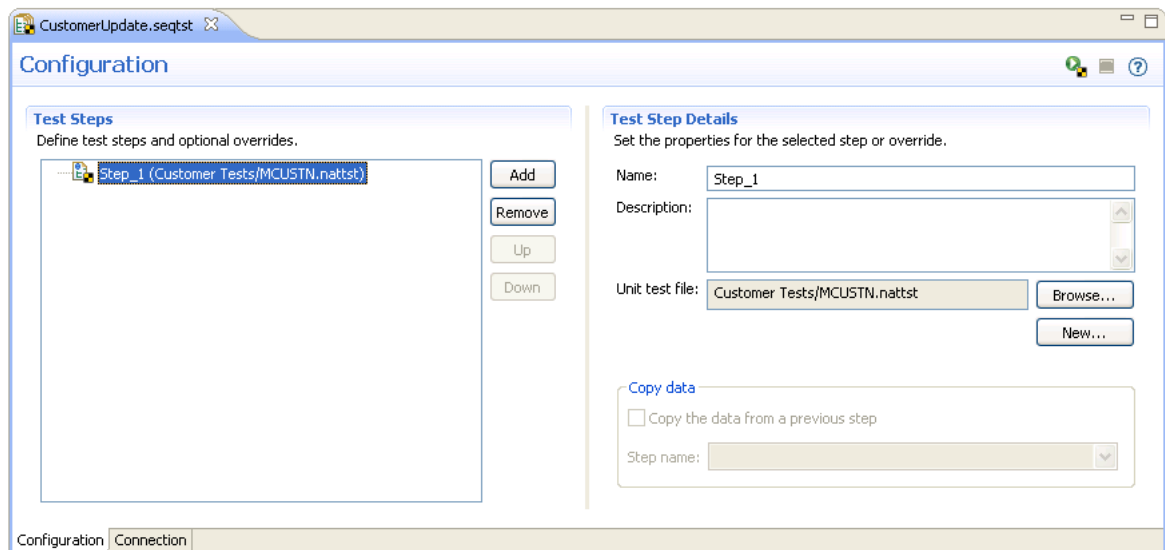 CustomerUpdate.seqtst
Configuration
Test Steps
Define test steps and optional overrides.
Step_1 (Customer Tests/MCUSTN.nattst)
Add
Remove
Up
Down
Test Step Details
Set the properties for the selected step or override.
Name:
Step_1
Description:
Unit test file:
Customer Tests/MCUSTN.nattst
Browse...
New...
Copy data
Copy the data from a previous step
Step name:
Configuration
Connection